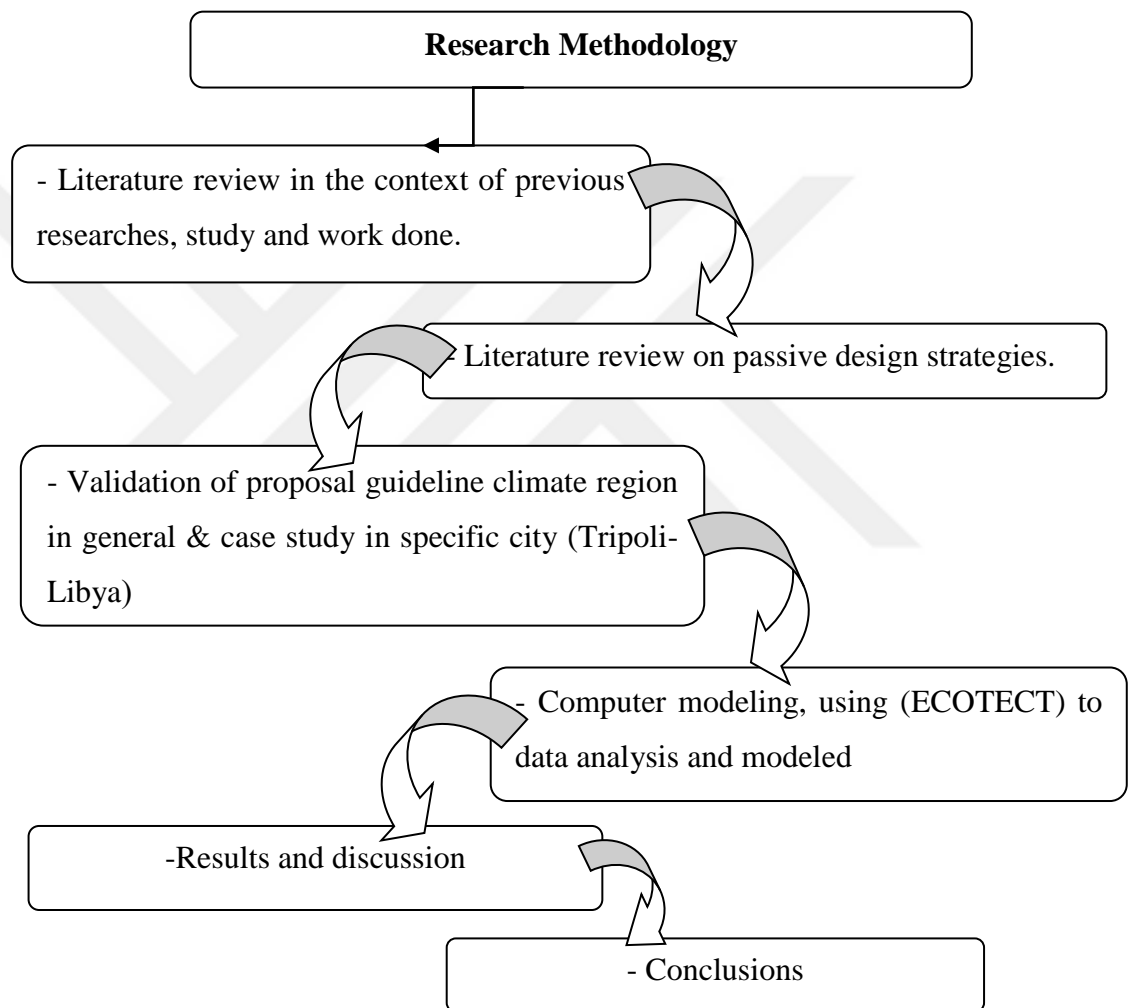 Research Methodology
- Literature review in the context of previous
researches, study and work done.
- Literature review on passive design strategies.
- Validation of proposal guideline climate region
in general & case study in specific city (Tripoli-
Libya)
- Computer modeling, using (ECOTECT) to
data analysis and modeled
-Results and discussion
- Conclusions